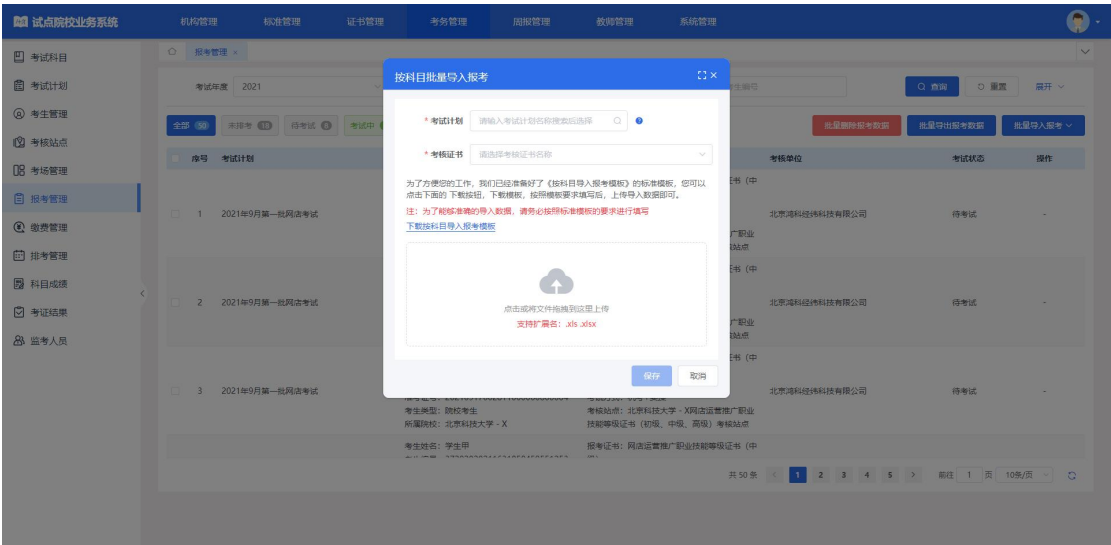 试点院校业务系统 机构管理 标准管理 证书管理 考务管理 周报管理 教师管理 系统管理
考试科目
考试计划
考生管理
考核站点
考场管理
报考管理
缴费管理
排考管理
科目成绩
考证结果
监考人员
报考管理 ×
考试年度 2021 查询 重置 展开
全部 50 未排考 18 待考试 考试中 批量删除报考数据 批量导出报考数据 批量导入报考
序号 考试计划 考核单位 考试状态 操作
按科目批量导入报考
* 考试计划 请输入考试计划名称搜索后选择
* 考核证书 请选择考核证书名称
为了方便您的工作，我们已经准备好了《按科目导入报考模板》的标准模板，您可以
点击下面的 下载按钮，下载模板，按照模板要求填写后，上传导入数据即可。
注：为了能够准确的导入数据，请务必按照标准模板的要求进行填写
下载按科目导入报考模板
点击或将文件拖拽到这里上传
支持扩展名：.xls .xlsx
保存 取消
证书（中
1 2021年9月第一批网店考试 北京鸿科经纬科技有限公司 待考试 -
广职业
证书（中
2 2021年9月第一批网店考试 北京鸿科经纬科技有限公司 待考试 -
广职业
证书（中
3 2021年9月第一批网店考试 北京鸿科经纬科技有限公司 待考试 -
考生类型：院校考生 考核站点：北京科技大学 - X网店运营推广职业
所属院校：北京科技大学 - X 技能等级证书（初级、中级、高级）考核站点
考生姓名：学生甲 报考证书：网店运营推广职业技能等级证书（中
共 50 条 1 2 3 4 5 前往 1 页 10条/页